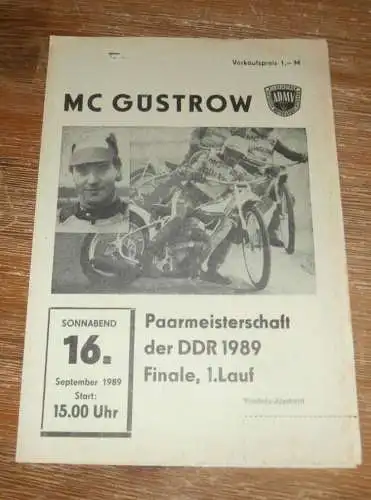 Verkaufspreis 1,– M
MC GÜSTROW
ADMV
SONNABEND
16.
September 1989
Start:
15.00 Uhr
Paarmeisterschaft
der DDR 1989
Finale, 1.Lauf